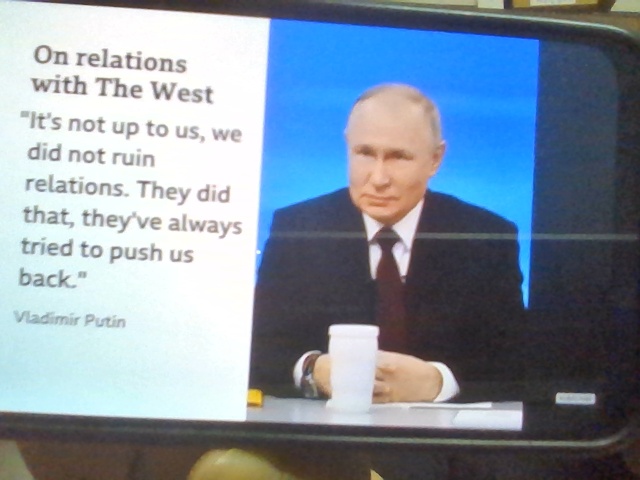 On relations
with The West
"It's not up to us, we
did not ruin
relations. They did
that, they've always
tried to push us
back."
Vladimir Putin